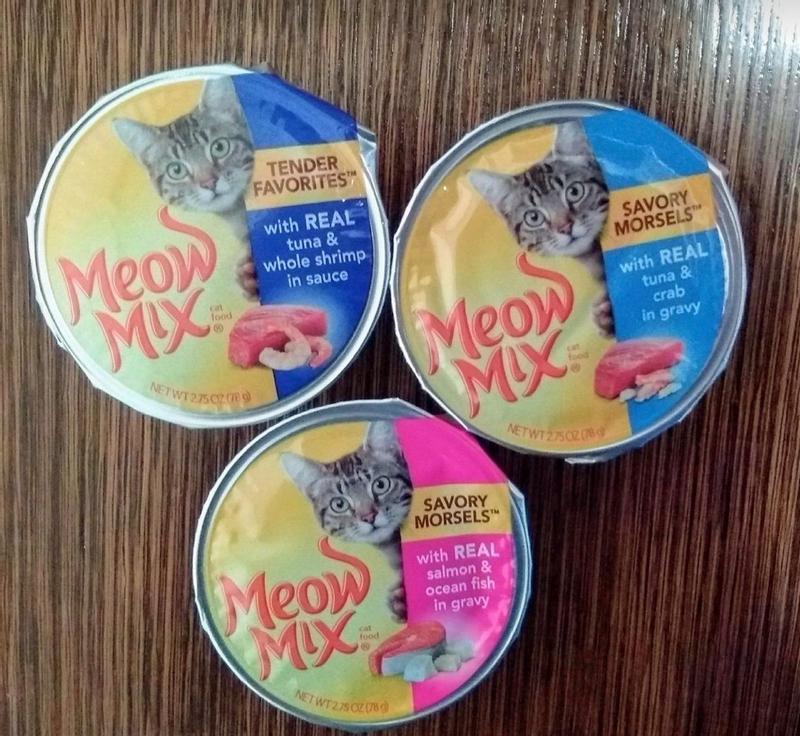 TENDER
FAVORITES™
with REAL
tuna &
whole shrimp
in sauce
Meow
Mix
cat
food
®
NET WT 2.75 OZ (78 g)
SAVORY
MORSELS™
with REAL
tuna &
crab
in gravy
Meow
Mix
cat
food
®
NET WT 2.75 OZ (78 g)
SAVORY
MORSELS™
with REAL
salmon &
ocean fish
in gravy
Meow
Mix
cat
food
®
NET WT 2.75 OZ (78 g)